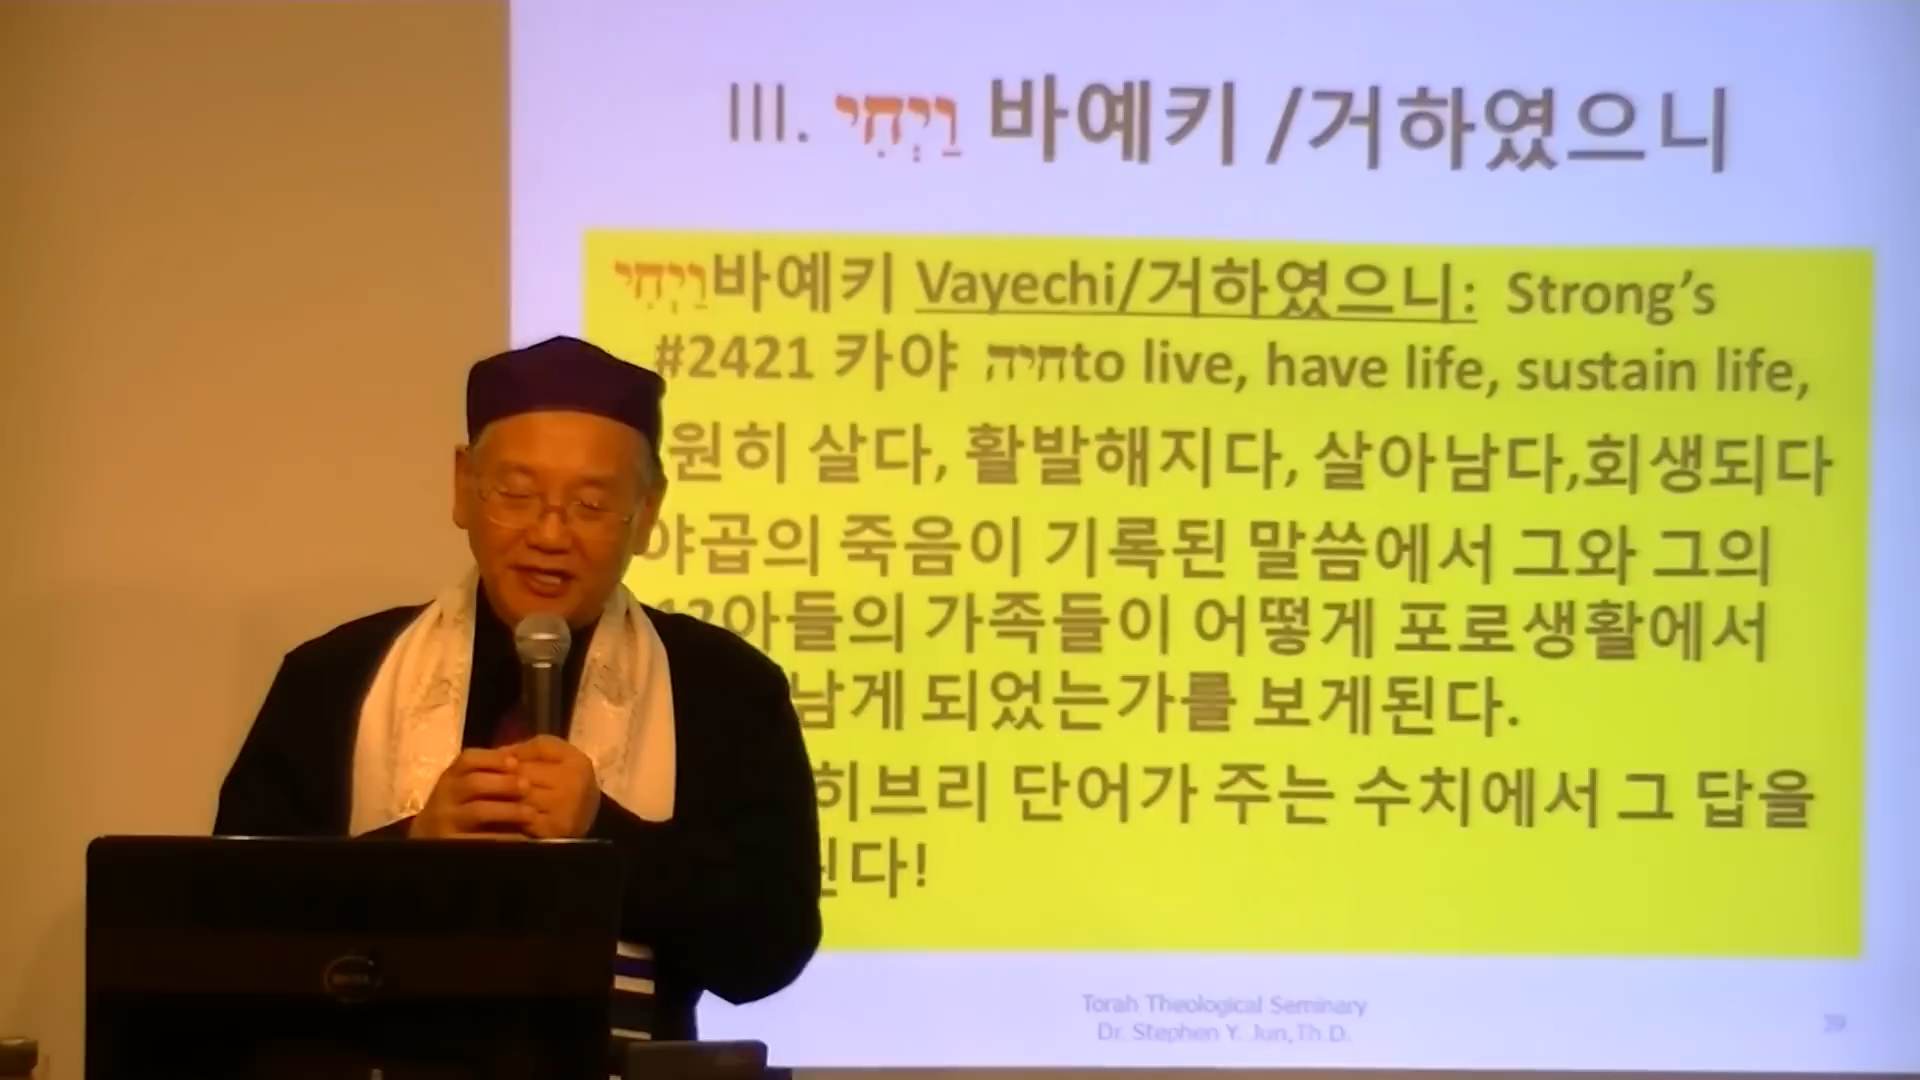 III. וַיְחִי 바예키 /거하였으니
וַיְחִי바예키 Vayechi/거하였으니: Strong’s
#2421 카야 חיהto live, have life, sustain life,
원히 살다, 활발해지다, 살아남다,회생되다
야곱의 죽음이 기록된 말씀에서 그와 그의
12아들의 가족들이 어떻게 포로생활에서
남게 되었는가를 보게된다.
히브리 단어가 주는 수치에서 그 답을
된다!
Torah Theological Seminary
Dr. Stephen Y. Jun,Th.D.
39